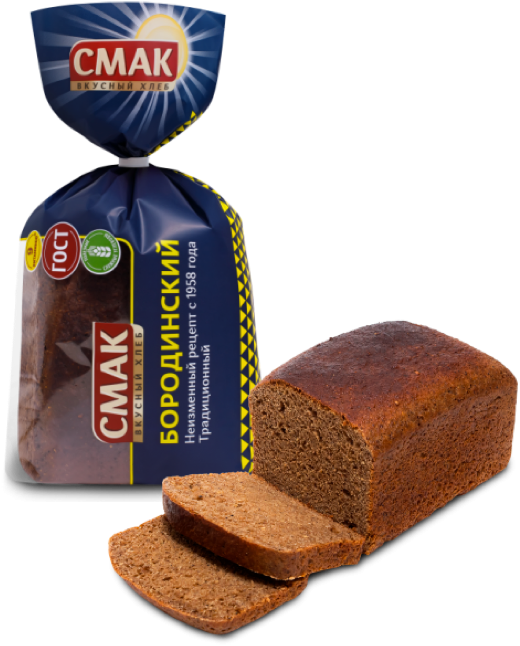 СМАК
ВКУСНЫЙ ХЛЕБ
ГОСТ
СМАК
ВКУСНЫЙ ХЛЕБ
БОРОДИНСКИЙ
Неизменный рецепт с 1958 года
Традиционный